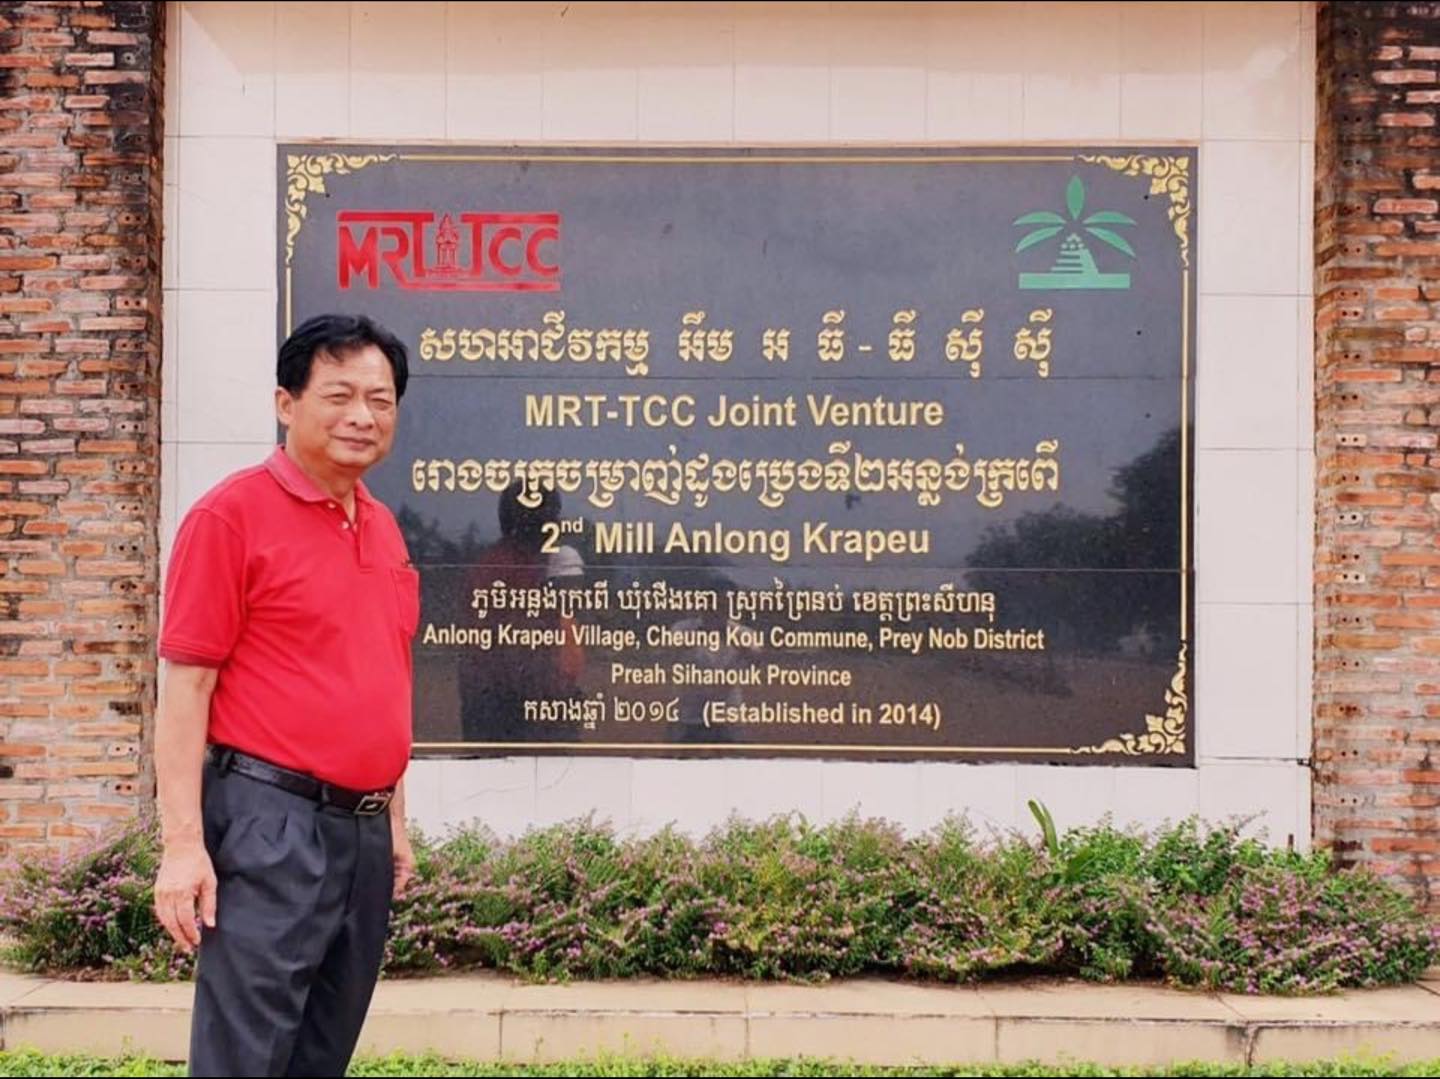 MRT TCC
សហអាជីវកម្ម អឹម អ ធី - ធី ស៊ី ស៊ី
MRT-TCC Joint Venture
រោងចក្រចម្រាញ់ដូងប្រេងទី២អន្លង់ក្រពើ
2nd Mill Anlong Krapeu
ភូមិអន្លង់ក្រពើ ឃុំជើងគោ ស្រុកព្រៃនប់ ខេត្តព្រះសីហនុ
Anlong Krapeu Village, Cheung Kou Commune, Prey Nob District
Preah Sihanouk Province
កសាងឆ្នាំ ២០១៤ (Established in 2014)